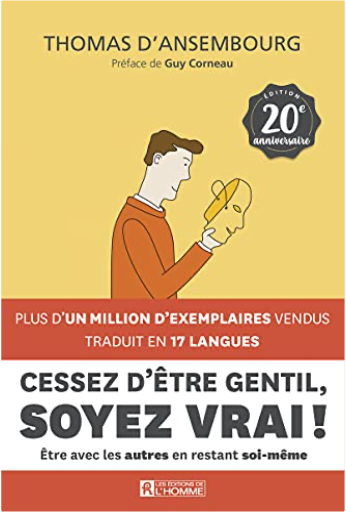 THOMAS D'ANSEMBOURG
Préface de Guy Corneau
ÉDITION
20e
anniversaire
PLUS D'UN MILLION D'EXEMPLAIRES VENDUS
TRADUIT EN 17 LANGUES
CESSEZ D'ÊTRE GENTIL,
SOYEZ VRAI !
Être avec les autres en restant soi-même
LES ÉDITIONS DE
L'HOMME